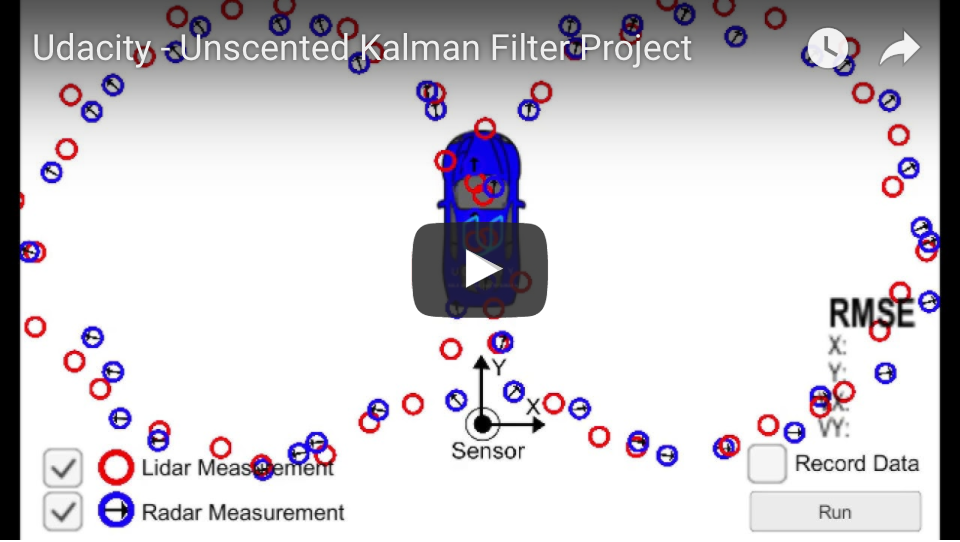 Udacity - Unscented Kalman Filter Project
RMSE
X:
Y:
VX:
VY:
Y
X
Sensor
Lidar Measurement
Record Data
Radar Measurement
Run